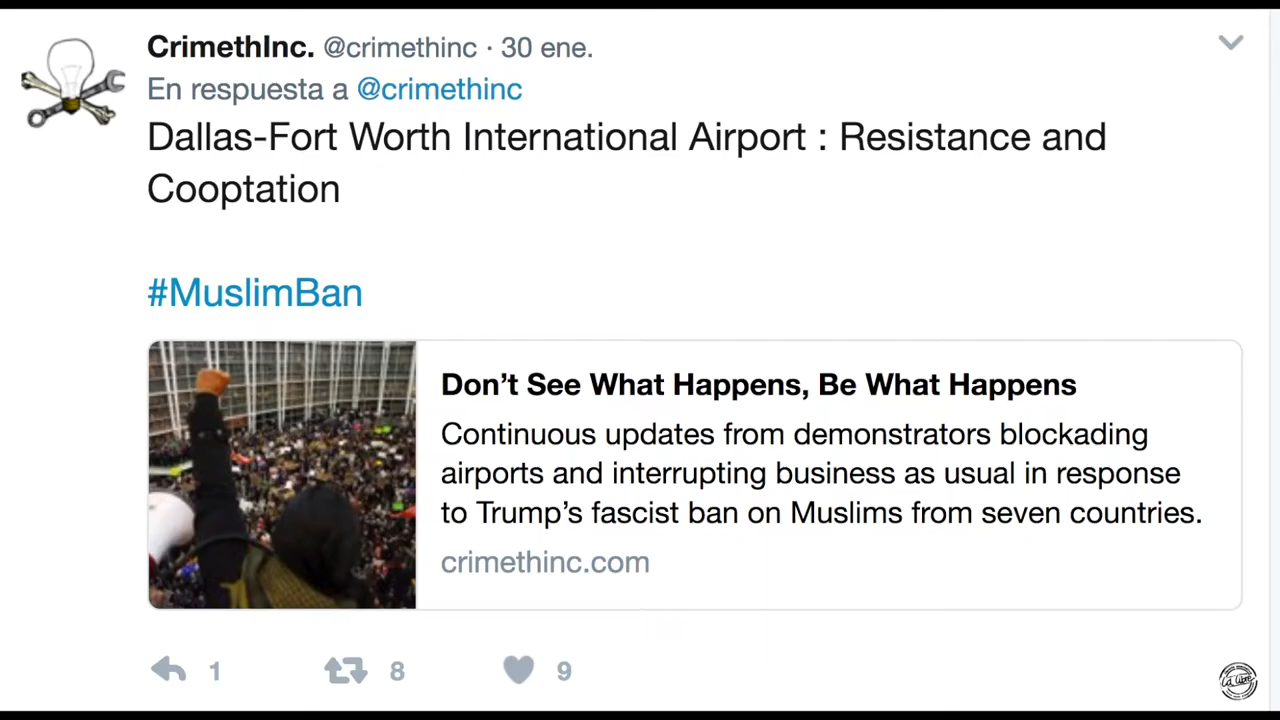 CrimethInc. @crimethinc · 30 ene.
En respuesta a @crimethinc
Dallas-Fort Worth International Airport : Resistance and
Cooptation
#MuslimBan
Don’t See What Happens, Be What Happens
Continuous updates from demonstrators blockading
airports and interrupting business as usual in response
to Trump’s fascist ban on Muslims from seven countries.
crimethinc.com
1 8 9